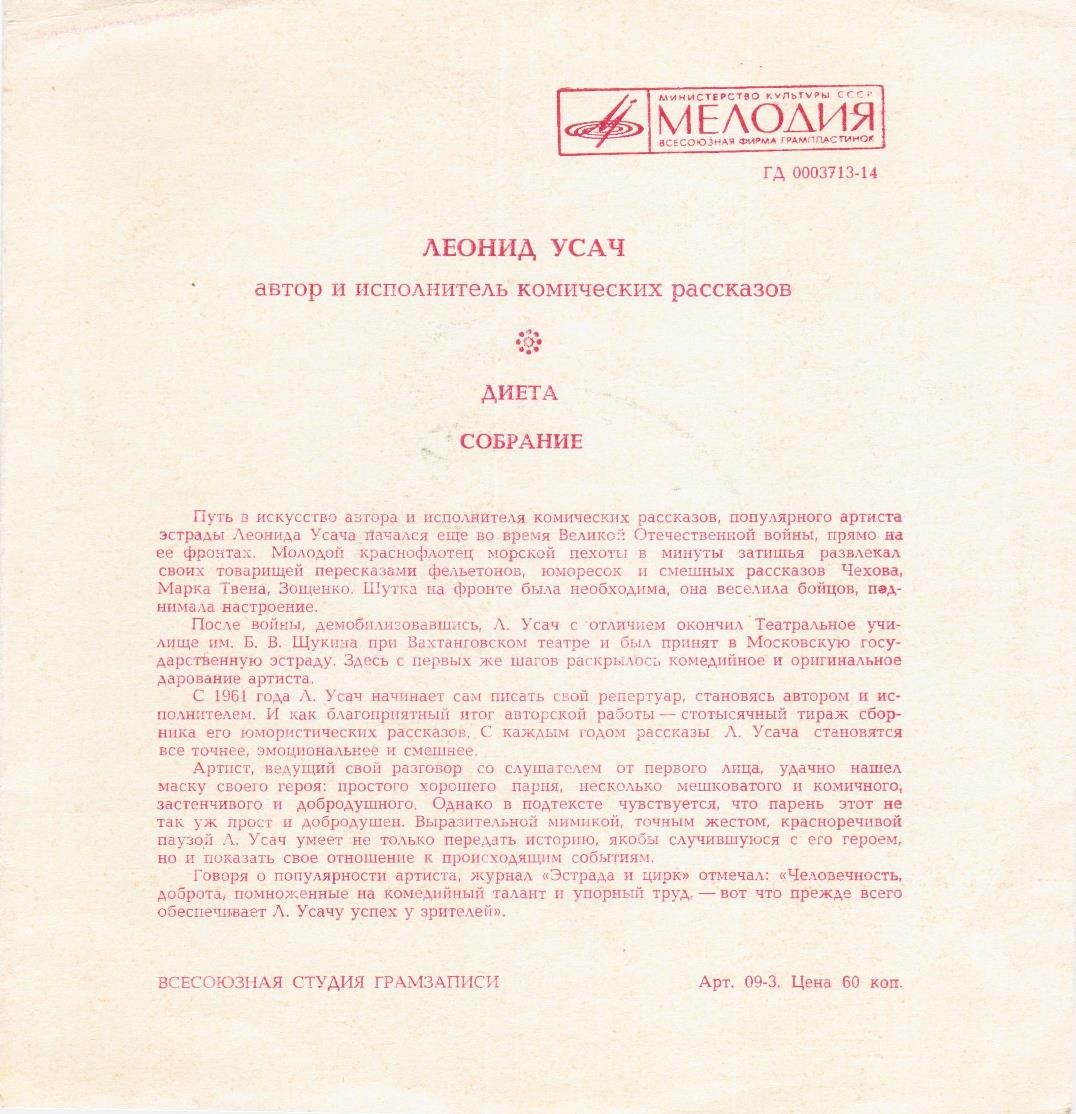 МИНИСТЕРСТВО КУЛЬТУРЫ СССР
МЕЛОДИЯ
ВСЕСОЮЗНАЯ ФИРМА ГРАМПЛАСТИНОК
ГД 0003713-14
ЛЕОНИД УСАЧ
автор и исполнитель комических рассказов
ДИЕТА
СОБРАНИЕ
Путь в искусство автора и исполнителя комических рассказов, популярного артиста
эстрады Леонида Усача начался еще во время Великой Отечественной войны, прямо на
ее фронтах. Молодой краснофлотец морской пехоты в минуты затишья развлекал
своих товарищей пересказами фельетонов, юморесок и смешных рассказов Чехова,
Марка Твена, Зощенко. Шутка на фронте была необходима, она веселила бойцов, под-
нимала настроение.
После войны, демобилизовавшись, Л. Усач с отличием окончил Театральное учи-
лище им. Б. В. Щукина при Вахтанговском театре и был принят в Московскую госу-
дарственную эстраду. Здесь с первых же шагов раскрылось комедийное и оригинальное
дарование артиста.
С 1961 года Л. Усач начинает сам писать свой репертуар, становясь автором и ис-
полнителем. И как благоприятный итог авторской работы — стотысячный тираж сбор-
ника его юмористических рассказов. С каждым годом рассказы Л. Усача становятся
все точнее, эмоциональнее и смешнее.
Артист, ведущий свой разговор со слушателем от первого лица, удачно нашел
маску своего героя: простого хорошего парня, несколько мешковатого и комичного,
застенчивого и добродушного. Однако в подтексте чувствуется, что парень этот не
так уж прост и добродушен. Выразительной мимикой, точным жестом, красноречивой
паузой Л. Усач умеет не только передать историю, якобы случившуюся с его героем,
но и показать свое отношение к происходящим событиям.
Говоря о популярности артиста, журнал «Эстрада и цирк» отмечал: «Человечность,
доброта, помноженные на комедийный талант и упорный труд, — вот что прежде всего
обеспечивает Л. Усачу успех у зрителей».
ВСЕСОЮЗНАЯ СТУДИЯ ГРАМЗАПИСИ
Арт. 09-3. Цена 60 коп.